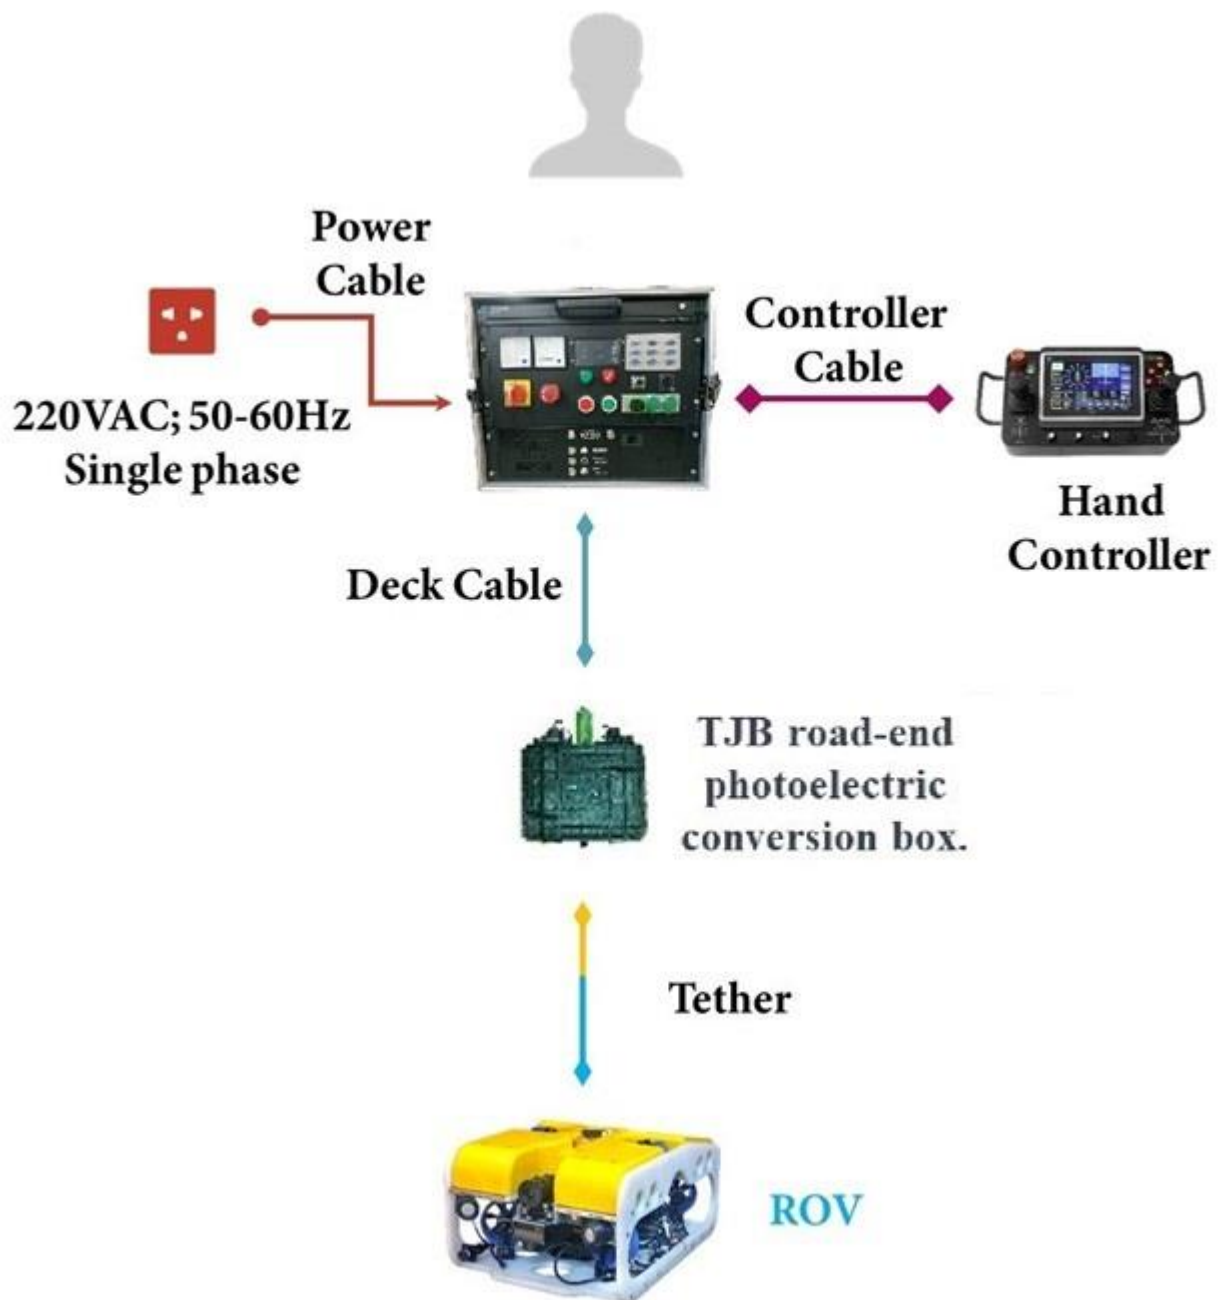 Power
Cable
220VAC; 50-60Hz
Single phase
Controller
Cable
Hand
Controller
Deck Cable
TJB road-end
photoelectric
conversion box.
Tether
ROV